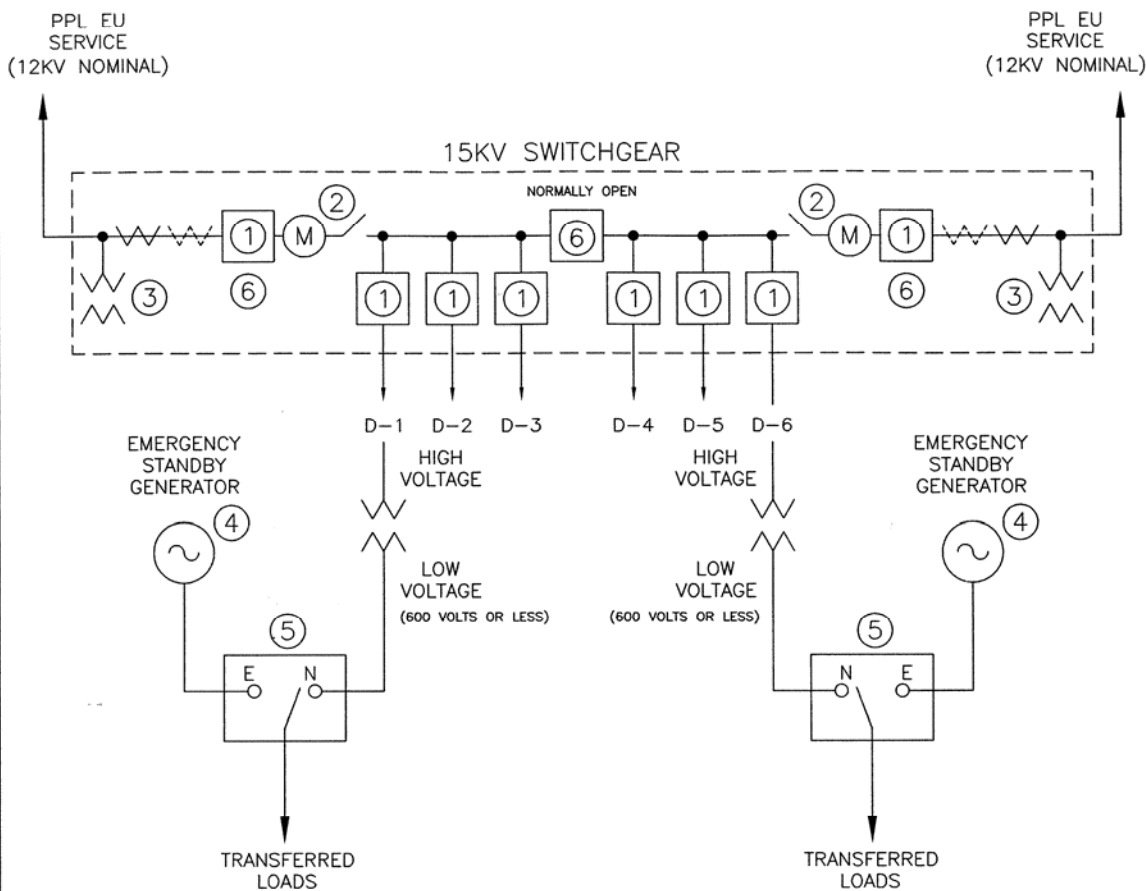 PPL EU
SERVICE
(12KV NOMINAL)
PPL EU
SERVICE
(12KV NOMINAL)
15KV SWITCHGEAR
NORMALLY OPEN
2
2
1
M
6
M
1
3
6
1
1
1
1
1
1
6
3
D-1
D-2
D-3
D-4
D-5
D-6
EMERGENCY
STANDBY
GENERATOR
HIGH
VOLTAGE
HIGH
VOLTAGE
EMERGENCY
STANDBY
GENERATOR
4
4
LOW
VOLTAGE
(600 VOLTS OR LESS)
LOW
VOLTAGE
(600 VOLTS OR LESS)
5
5
E
N
N
E
TRANSFERRED
LOADS
TRANSFERRED
LOADS